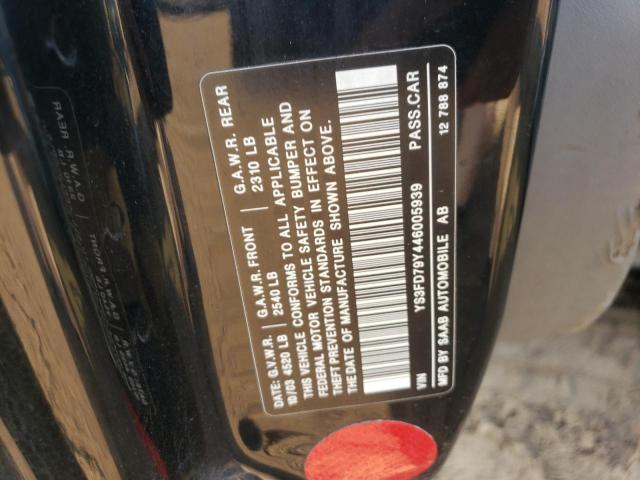 DATE: G.V.W.R. G.A.W.R. FRONT G.A.W.R. REAR
10/03 4520 LB 2540 LB 2310 LB
THIS VEHICLE CONFORMS TO ALL APPLICABLE
FEDERAL MOTOR VEHICLE SAFETY BUMPER AND
THEFT PREVENTION STANDARDS IN EFFECT ON
THE DATE OF MANUFACTURE SHOWN ABOVE.
VIN YS3FD79Y446005939 PASS.CAR
MFD BY SAAB AUTOMOBILE AB 12 788 874